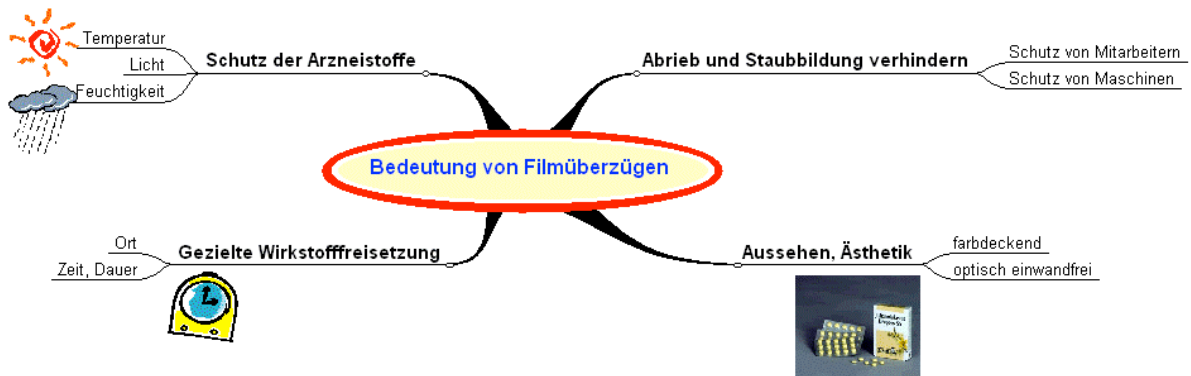 Temperatur
Licht
Feuchtigkeit
Schutz der Arzneistoffe
Abrieb und Staubbildung verhindern
Schutz von Mitarbeitern
Schutz von Maschinen
Bedeutung von Filmüberzügen
Ort
Zeit, Dauer
Gezielte Wirkstofffreisetzung
Aussehen, Ästhetik
farbdeckend
optisch einwandfrei